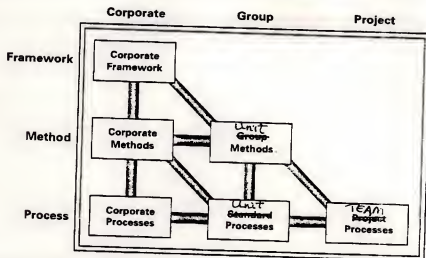 Corporate Group Project
Framework
Corporate
Framework
Method
Corporate
Methods
Unit
Group
Methods
Process
Corporate
Processes
Unit
Standard
Processes
TEAM
Project
Processes